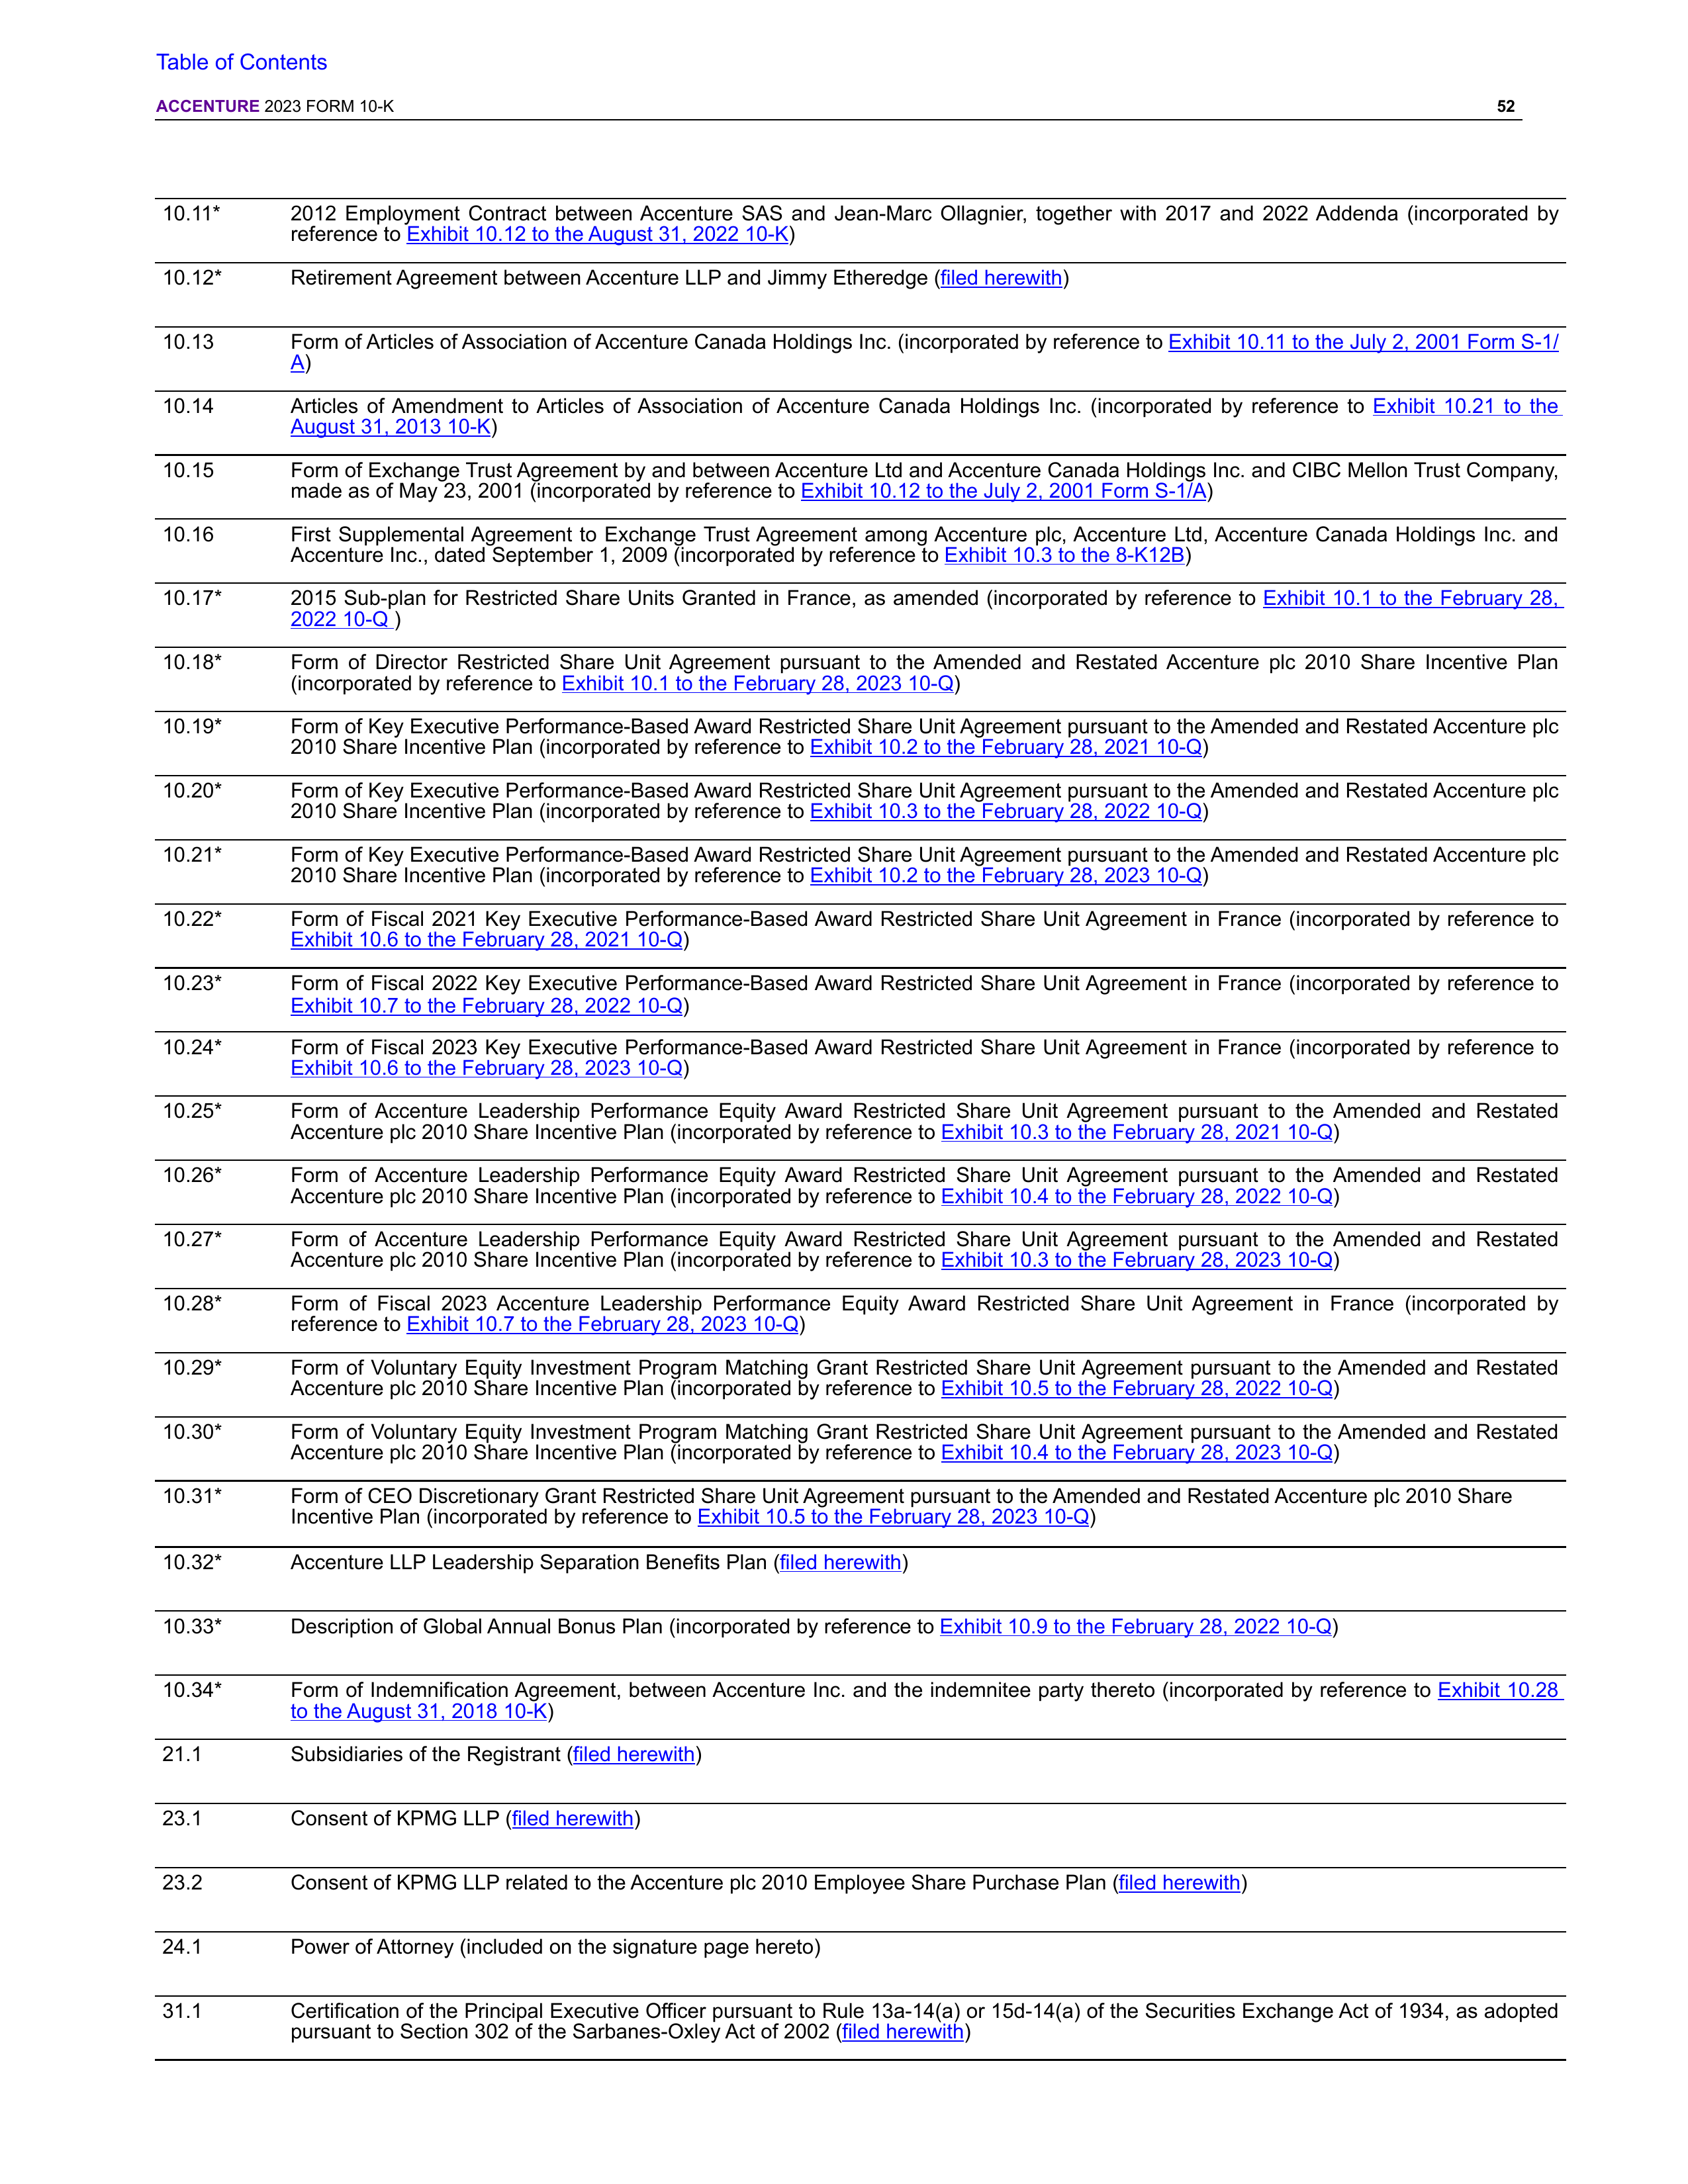 Table of Contents
ACCENTURE 2023 FORM 10-K 52
10.11* 2012 Employment Contract between Accenture SAS and Jean-Marc Ollagnier, together with 2017 and 2022 Addenda (incorporated by
reference to Exhibit 10.12 to the August 31, 2022 10-K)
10.12* Retirement Agreement between Accenture LLP and Jimmy Etheredge (filed herewith)
10.13 Form of Articles of Association of Accenture Canada Holdings Inc. (incorporated by reference to Exhibit 10.11 to the July 2, 2001 Form S-1/
A)
10.14 Articles of Amendment to Articles of Association of Accenture Canada Holdings Inc. (incorporated by reference to Exhibit 10.21 to the
August 31, 2013 10-K)
10.15 Form of Exchange Trust Agreement by and between Accenture Ltd and Accenture Canada Holdings Inc. and CIBC Mellon Trust Company,
made as of May 23, 2001 (incorporated by reference to Exhibit 10.12 to the July 2, 2001 Form S-1/A)
10.16 First Supplemental Agreement to Exchange Trust Agreement among Accenture plc, Accenture Ltd, Accenture Canada Holdings Inc. and
Accenture Inc., dated September 1, 2009 (incorporated by reference to Exhibit 10.3 to the 8-K12B)
10.17* 2015 Sub-plan for Restricted Share Units Granted in France, as amended (incorporated by reference to Exhibit 10.1 to the February 28,
2022 10-Q )
10.18* Form of Director Restricted Share Unit Agreement pursuant to the Amended and Restated Accenture plc 2010 Share Incentive Plan
(incorporated by reference to Exhibit 10.1 to the February 28, 2023 10-Q)
10.19* Form of Key Executive Performance-Based Award Restricted Share Unit Agreement pursuant to the Amended and Restated Accenture plc
2010 Share Incentive Plan (incorporated by reference to Exhibit 10.2 to the February 28, 2021 10-Q)
10.20* Form of Key Executive Performance-Based Award Restricted Share Unit Agreement pursuant to the Amended and Restated Accenture plc
2010 Share Incentive Plan (incorporated by reference to Exhibit 10.3 to the February 28, 2022 10-Q)
10.21* Form of Key Executive Performance-Based Award Restricted Share Unit Agreement pursuant to the Amended and Restated Accenture plc
2010 Share Incentive Plan (incorporated by reference to Exhibit 10.2 to the February 28, 2023 10-Q)
10.22* Form of Fiscal 2021 Key Executive Performance-Based Award Restricted Share Unit Agreement in France (incorporated by reference to
Exhibit 10.6 to the February 28, 2021 10-Q)
10.23* Form of Fiscal 2022 Key Executive Performance-Based Award Restricted Share Unit Agreement in France (incorporated by reference to
Exhibit 10.7 to the February 28, 2022 10-Q)
10.24* Form of Fiscal 2023 Key Executive Performance-Based Award Restricted Share Unit Agreement in France (incorporated by reference to
Exhibit 10.6 to the February 28, 2023 10-Q)
10.25* Form of Accenture Leadership Performance Equity Award Restricted Share Unit Agreement pursuant to the Amended and Restated
Accenture plc 2010 Share Incentive Plan (incorporated by reference to Exhibit 10.3 to the February 28, 2021 10-Q)
10.26* Form of Accenture Leadership Performance Equity Award Restricted Share Unit Agreement pursuant to the Amended and Restated
Accenture plc 2010 Share Incentive Plan (incorporated by reference to Exhibit 10.4 to the February 28, 2022 10-Q)
10.27* Form of Accenture Leadership Performance Equity Award Restricted Share Unit Agreement pursuant to the Amended and Restated
Accenture plc 2010 Share Incentive Plan (incorporated by reference to Exhibit 10.3 to the February 28, 2023 10-Q)
10.28* Form of Fiscal 2023 Accenture Leadership Performance Equity Award Restricted Share Unit Agreement in France (incorporated by
reference to Exhibit 10.7 to the February 28, 2023 10-Q)
10.29* Form of Voluntary Equity Investment Program Matching Grant Restricted Share Unit Agreement pursuant to the Amended and Restated
Accenture plc 2010 Share Incentive Plan (incorporated by reference to Exhibit 10.5 to the February 28, 2022 10-Q)
10.30* Form of Voluntary Equity Investment Program Matching Grant Restricted Share Unit Agreement pursuant to the Amended and Restated
Accenture plc 2010 Share Incentive Plan (incorporated by reference to Exhibit 10.4 to the February 28, 2023 10-Q)
10.31* Form of CEO Discretionary Grant Restricted Share Unit Agreement pursuant to the Amended and Restated Accenture plc 2010 Share
Incentive Plan (incorporated by reference to Exhibit 10.5 to the February 28, 2023 10-Q)
10.32* Accenture LLP Leadership Separation Benefits Plan (filed herewith)
10.33* Description of Global Annual Bonus Plan (incorporated by reference to Exhibit 10.9 to the February 28, 2022 10-Q)
10.34* Form of Indemnification Agreement, between Accenture Inc. and the indemnitee party thereto (incorporated by reference to Exhibit 10.28
to the August 31, 2018 10-K)
21.1 Subsidiaries of the Registrant (filed herewith)
23.1 Consent of KPMG LLP (filed herewith)
23.2 Consent of KPMG LLP related to the Accenture plc 2010 Employee Share Purchase Plan (filed herewith)
24.1 Power of Attorney (included on the signature page hereto)
31.1 Certification of the Principal Executive Officer pursuant to Rule 13a-14(a) or 15d-14(a) of the Securities Exchange Act of 1934, as adopted
pursuant to Section 302 of the Sarbanes-Oxley Act of 2002 (filed herewith)